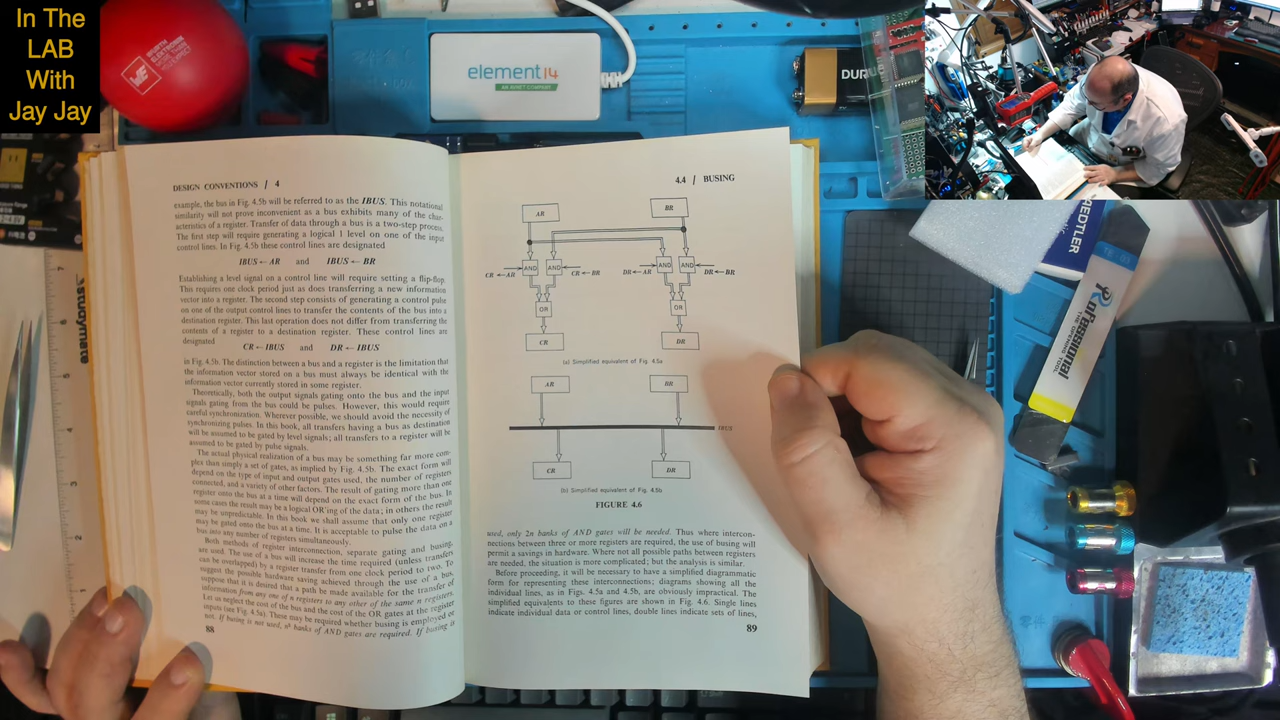 In The
LAB
With
Jay Jay
WÜRTH
ELEKTRONIK
element14
AN AVNET COMPANY
DURA
DESIGN CONVENTIONS / 4
example, the bus in Fig. 4.5b will be referred to as the IBUS. This notational
similarity will not prove inconvenient as a bus exhibits many of the char-
acteristics of a register. Transfer of data through a bus is a two-step process.
The first step will require generating a logical 1 level on one of the input
control lines. In Fig. 4.5b these control lines are designated
IBUS ← AR and IBUS ← BR
Establishing a level signal on a control line will require setting a flip-flop.
This requires one clock period just as does transferring a new information
vector into a register. The second step consists of generating a control pulse
on one of the output control lines to transfer the contents of the bus into a
destination register. This last operation does not differ from transferring the
contents of a register to a destination register. These control lines are
designated
CR ← IBUS and DR ← IBUS
in Fig. 4.5b. The distinction between a bus and a register is the limitation that
the information vector stored on a bus must always be identical with the
information vector currently stored in some register.
Theoretically, both the output signals gating onto the bus and the input
signals gating from the bus could be pulses. However, this would require
careful synchronization. Wherever possible, we should avoid the necessity of
synchronizing pulses. In this book, all transfers having a bus as destination
will be assumed to be gated by level signals; all transfers to a register will be
assumed to be gated by pulse signals.
The actual physical realization of a bus may be something far more com-
plex than simply a set of gates, as implied by Fig. 4.5b. The exact form will
depend on the type of input and output gates used, the number of registers
connected, and a variety of other factors. The result of gating more than one
register onto the bus at a time will depend on the exact form of the bus. In
some cases the result may be a logical OR'ing of the data; in others the result
may be unpredictable. In this book we shall assume that only one register
may be gated onto the bus at a time. It is acceptable to pulse the data on a
bus into any number of registers simultaneously.
Both methods of register interconnection, separate gating and busing,
are used. The use of a bus will increase the time required (unless transfers
can be overlapped) by a register transfer from one clock period to two. To
suggest the possible hardware saving achieved through the use of a bus,
suppose that it is desired that a path be made available for the transfer of
information from any one of n registers to any other of the same n registers.
Let us neglect the cost of the bus and the cost of the OR gates at the register
inputs (see Fig. 4.5a). These may be required whether busing is employed or
not. If busing is not used, n² banks of AND gates are required. If busing is
88
4.4 / BUSING
AR BR
AND AND AND AND
CR ← AR CR ← BR DR ← AR DR ← BR
OR OR
CR DR
(a) Simplified equivalent of Fig. 4.5a
AR BR
IBUS
CR DR
(b) Simplified equivalent of Fig. 4.5b
FIGURE 4.6
used, only 2n banks of AND gates will be needed. Thus where intercon-
nections between three or more registers are required, the use of busing will
permit a savings in hardware. Where not all possible paths between registers
are needed, the situation is more complicated; but the analysis is similar.
Before proceeding, it will be necessary to have a simplified diagrammatic
form for representing these interconnections; diagrams showing all the
individual lines, as in Figs. 4.5a and 4.5b, are obviously impractical. The
simplified equivalents to these figures are shown in Fig. 4.6. Single lines
indicate individual data or control lines, double lines indicate sets of lines,
89
studymate
7
6
5
4
3
2
1
STAEDTLER
TE-03
Professional
THE OPENING TOOL